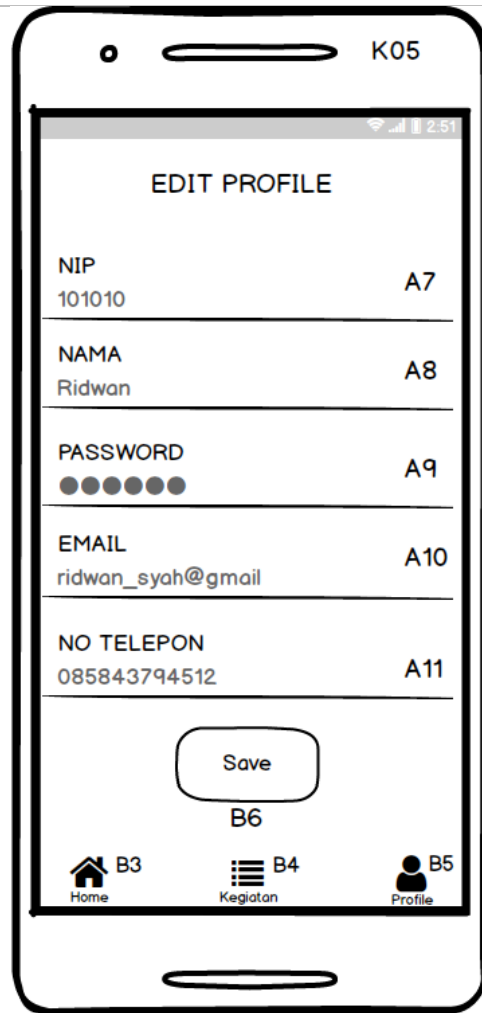 K05
2:51
EDIT PROFILE
NIP
101010
A7
NAMA
Ridwan
A8
PASSWORD
●●●●●●
A9
EMAIL
ridwan_syah@gmail
A10
NO TELEPON
085843794512
A11
Save
B6
B3
Home
B4
Kegiatan
B5
Profile